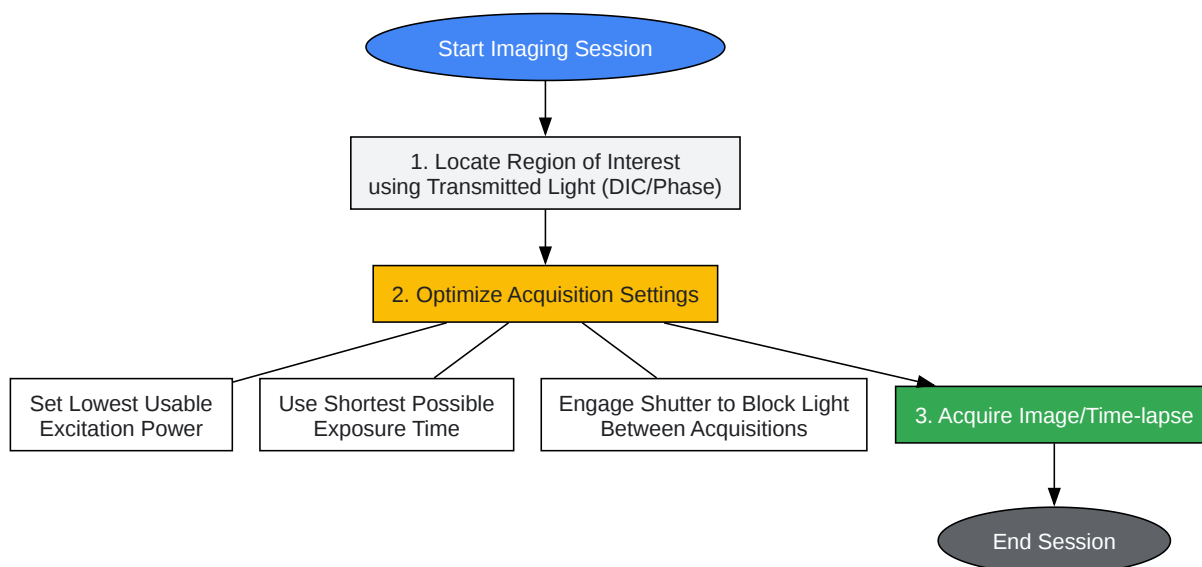 Start Imaging Session
1. Locate Region of Interest
using Transmitted Light (DIC/Phase)
2. Optimize Acquisition Settings
Set Lowest Usable
Excitation Power
Use Shortest Possible
Exposure Time
Engage Shutter to Block Light
Between Acquisitions
3. Acquire Image/Time-lapse
End Session